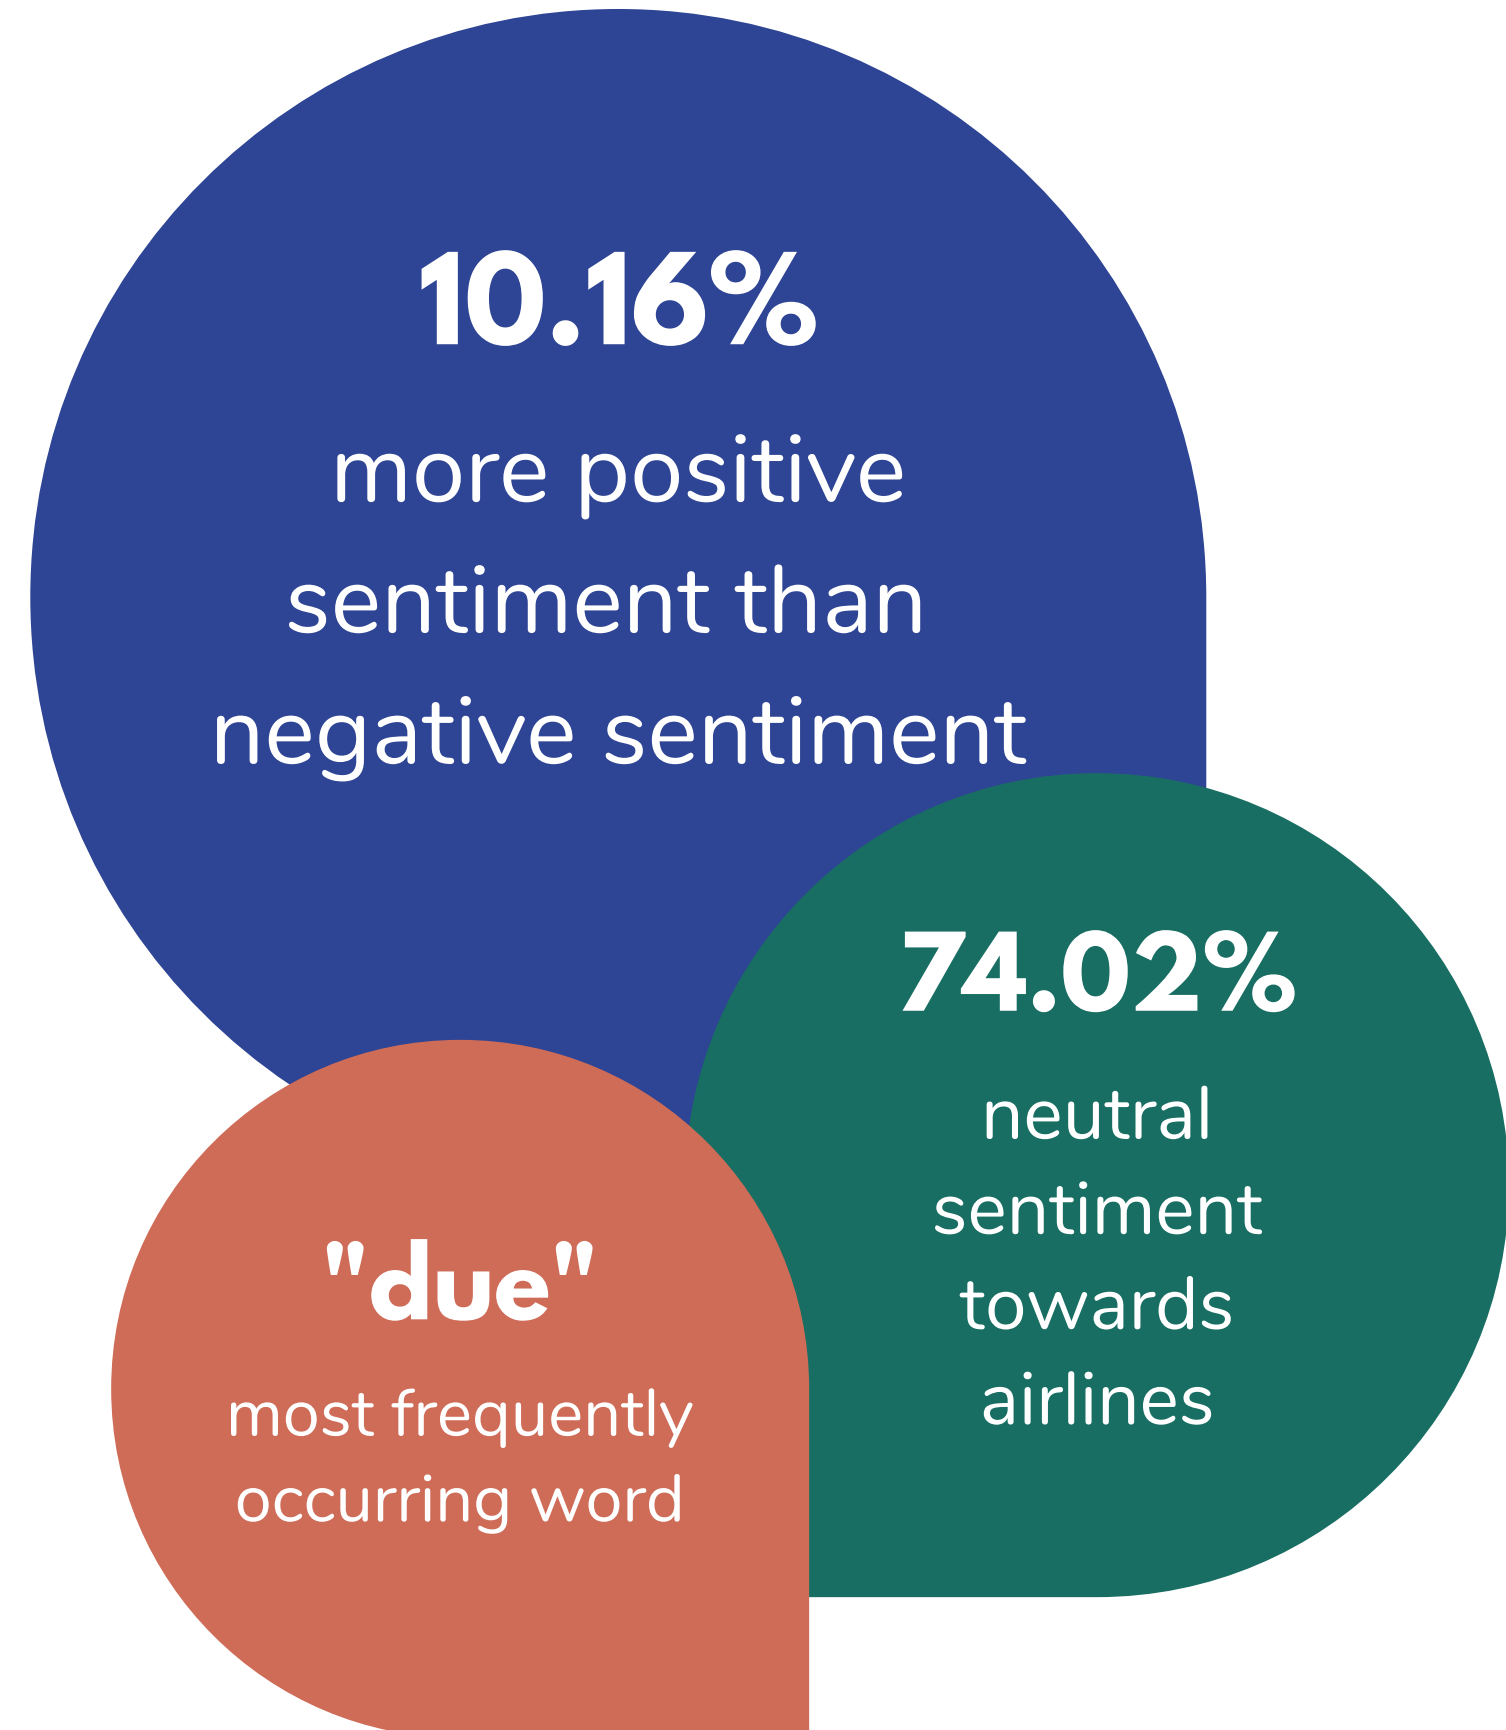 10.16%
more positive
sentiment than
negative sentiment
74.02%
neutral
sentiment
towards
airlines
"due"
most frequently
occurring word